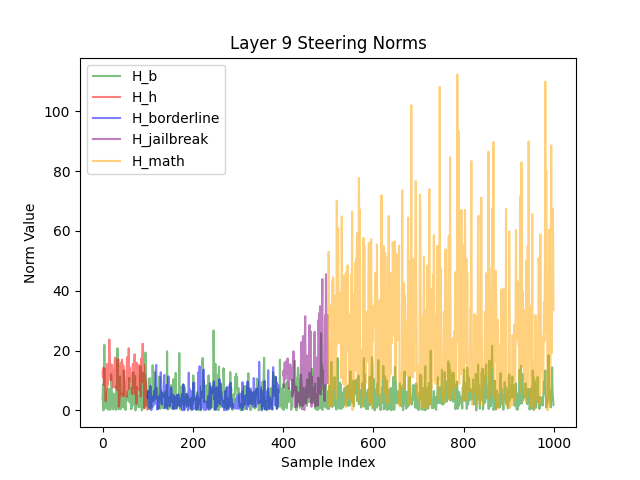 Layer 9 Steering Norms
H_b
H_h
H_borderline
H_jailbreak
H_math
Norm Value
100
80
60
40
20
0
0 200 400 600 800 1000
Sample Index